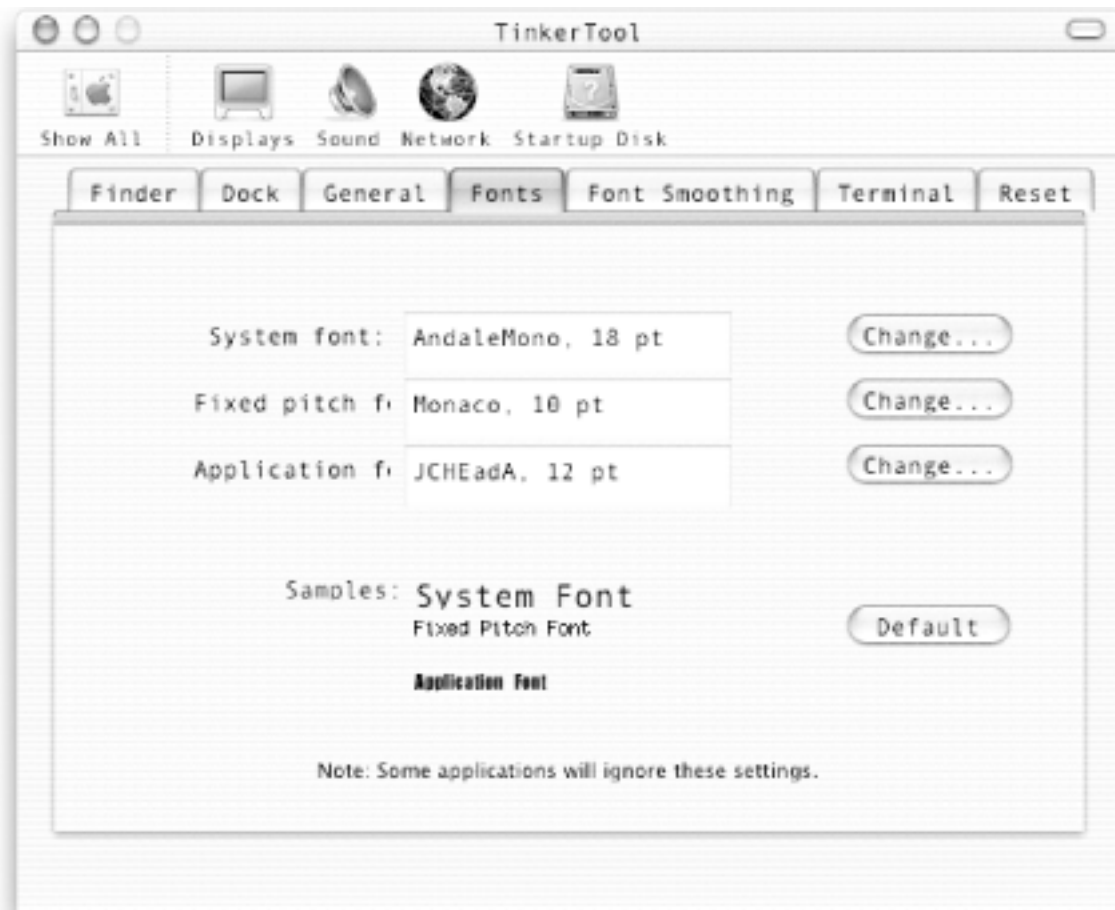 TinkerTool
Show All Displays Sound Network Startup Disk
Finder Dock General Fonts Font Smoothing Terminal Reset
System font: AndaleMono, 18 pt Change...
Fixed pitch f Monaco, 10 pt Change...
Application f JCHEadA, 12 pt Change...
Samples: System Font
Fixed Pitch Font
Default
Application Font
Note: Some applications will ignore these settings.